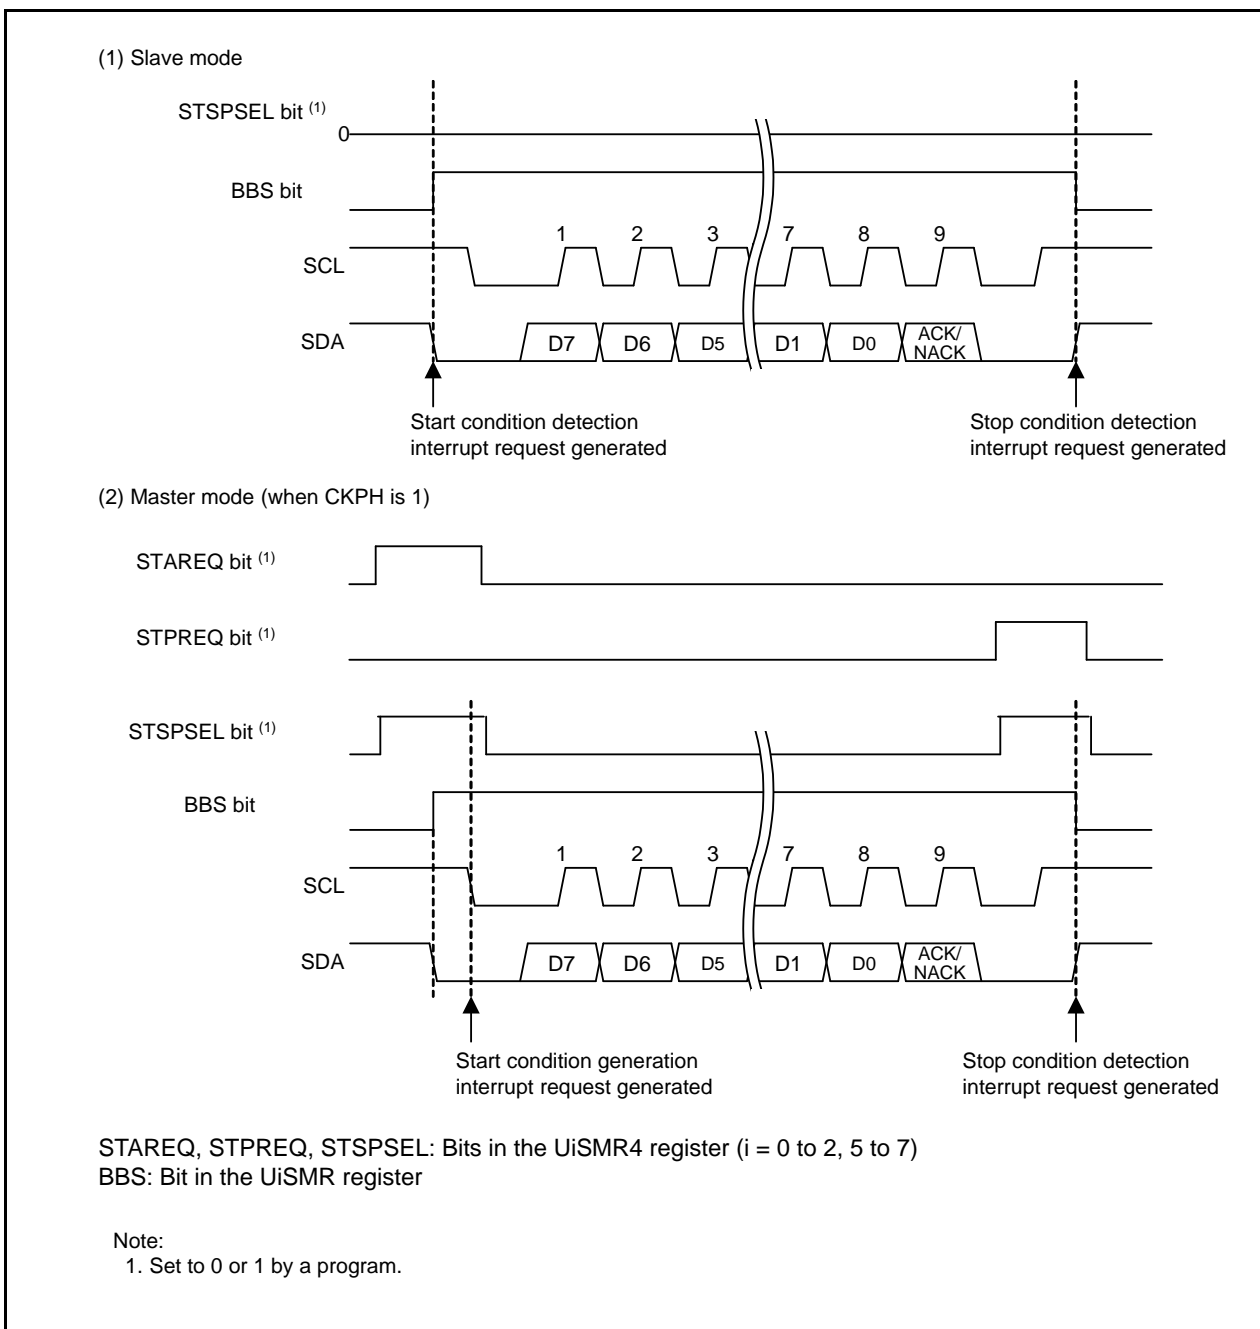 (1) Slave mode
STSPSEL bit (1)
0
BBS bit
1 2 3 7 8 9
SCL
SDA D7 D6 D5 D1 D0 ACK/
NACK
Start condition detection
interrupt request generated
Stop condition detection
interrupt request generated
(2) Master mode (when CKPH is 1)
STAREQ bit (1)
STPREQ bit (1)
STSPSEL bit (1)
BBS bit
1 2 3 7 8 9
SCL
SDA D7 D6 D5 D1 D0 ACK/
NACK
Start condition generation
interrupt request generated
Stop condition detection
interrupt request generated
STAREQ, STPREQ, STSPSEL: Bits in the UiSMR4 register (i = 0 to 2, 5 to 7)
BBS: Bit in the UiSMR register
Note:
1. Set to 0 or 1 by a program.